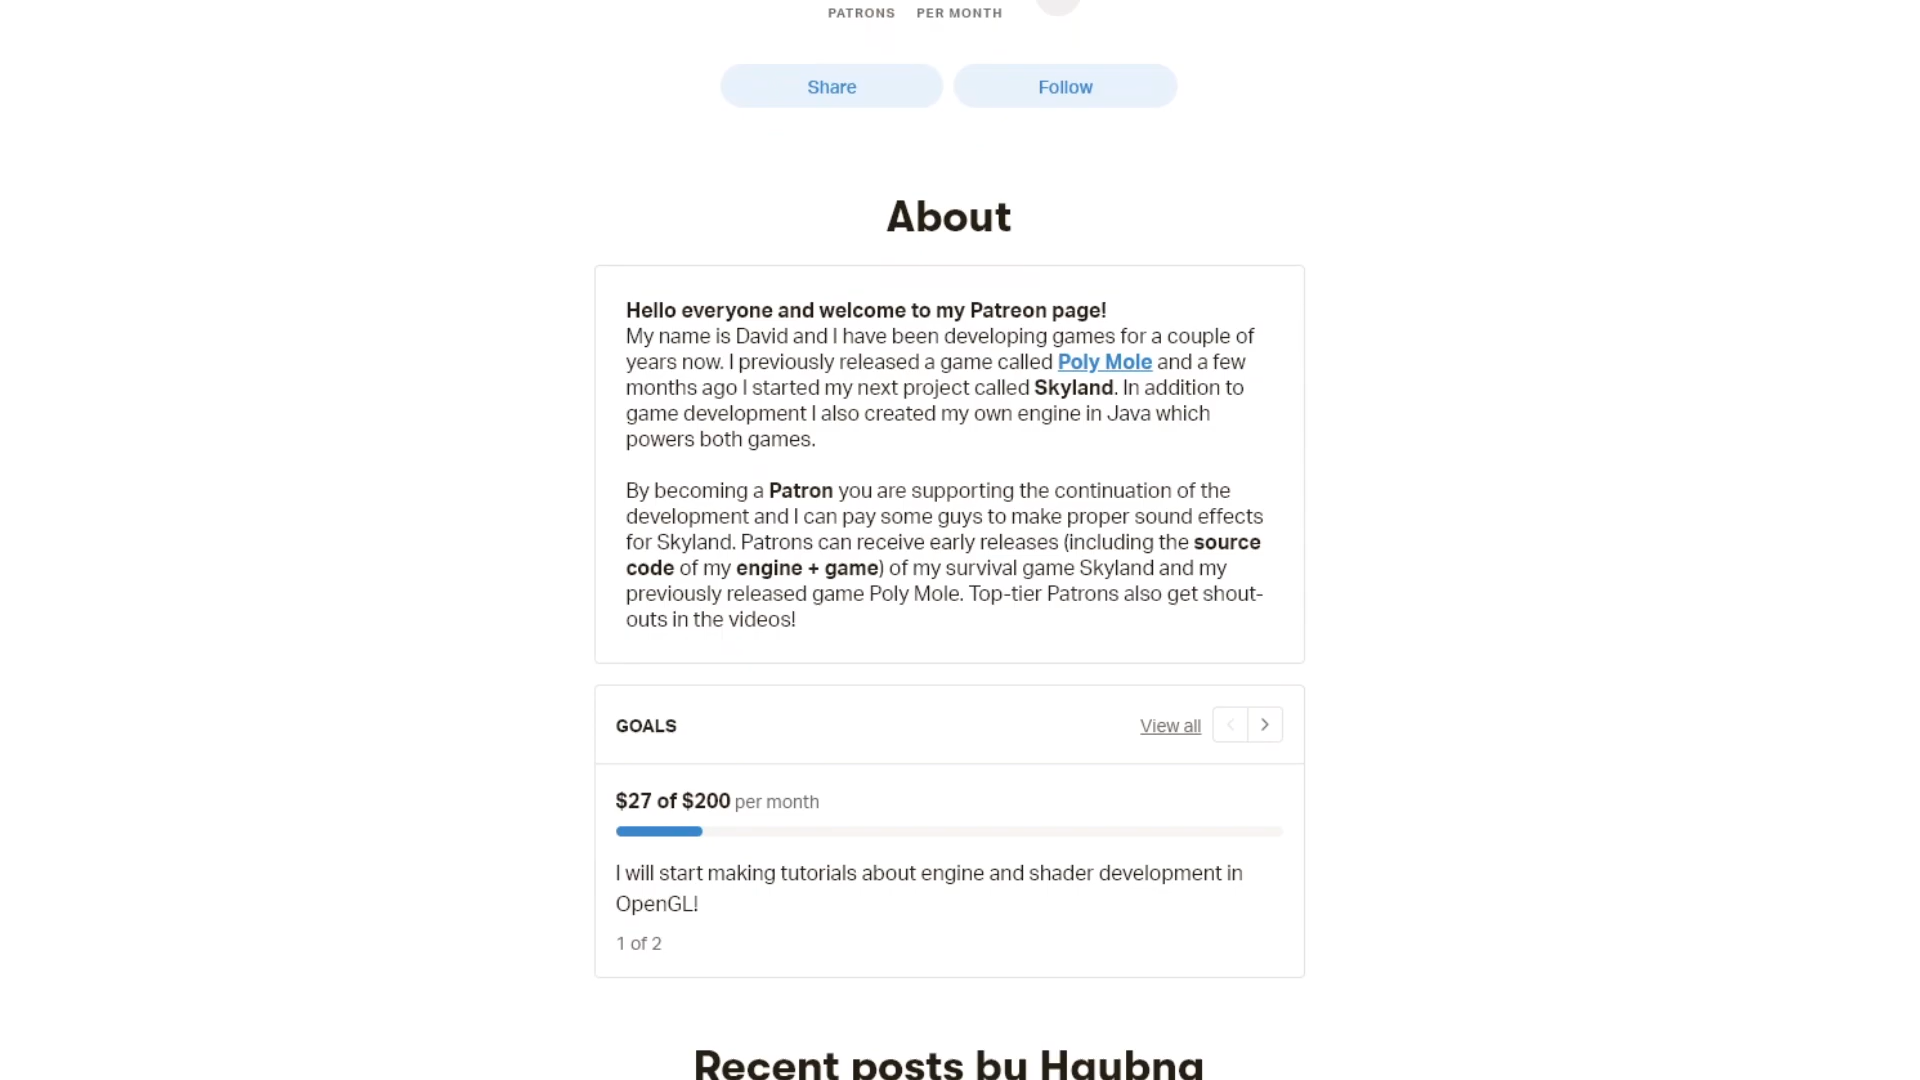 PATRONS PER MONTH
Share Follow
About
Hello everyone and welcome to my Patreon page!
My name is David and I have been developing games for a couple of
years now. I previously released a game called Poly Mole and a few
months ago I started my next project called Skyland. In addition to
game development I also created my own engine in Java which
powers both games.
By becoming a Patron you are supporting the continuation of the
development and I can pay some guys to make proper sound effects
for Skyland. Patrons can receive early releases (including the source
code of my engine + game) of my survival game Skyland and my
previously released game Poly Mole. Top-tier Patrons also get shout-
outs in the videos!
GOALS View all
$27 of $200 per month
I will start making tutorials about engine and shader development in
OpenGL!
1 of 2
Recent posts by Haubna